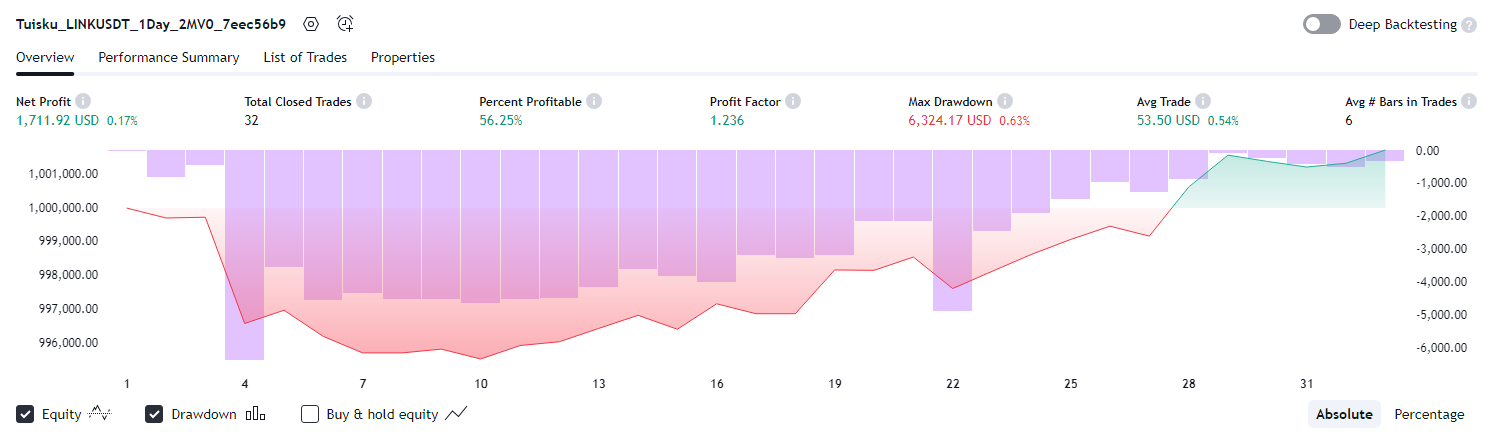 Tuisku_LINKUSDT_1Day_2MV0_7eec56b9 Deep Backtesting ?
Overview Performance Summary List of Trades Properties
Net Profit i Total Closed Trades i Percent Profitable i Profit Factor i Max Drawdown i Avg Trade i Avg # Bars in Trades i
1,711.92 USD 0.17% 32 56.25% 1.236 6,324.17 USD 0.63% 53.50 USD 0.54% 6
0.00
1,001,000.00 -1,000.00
1,000,000.00 -2,000.00
999,000.00 -3,000.00
998,000.00 -4,000.00
997,000.00 -5,000.00
996,000.00 -6,000.00
1 4 7 10 13 16 19 22 25 28 31
Equity Drawdown Buy & hold equity Absolute Percentage